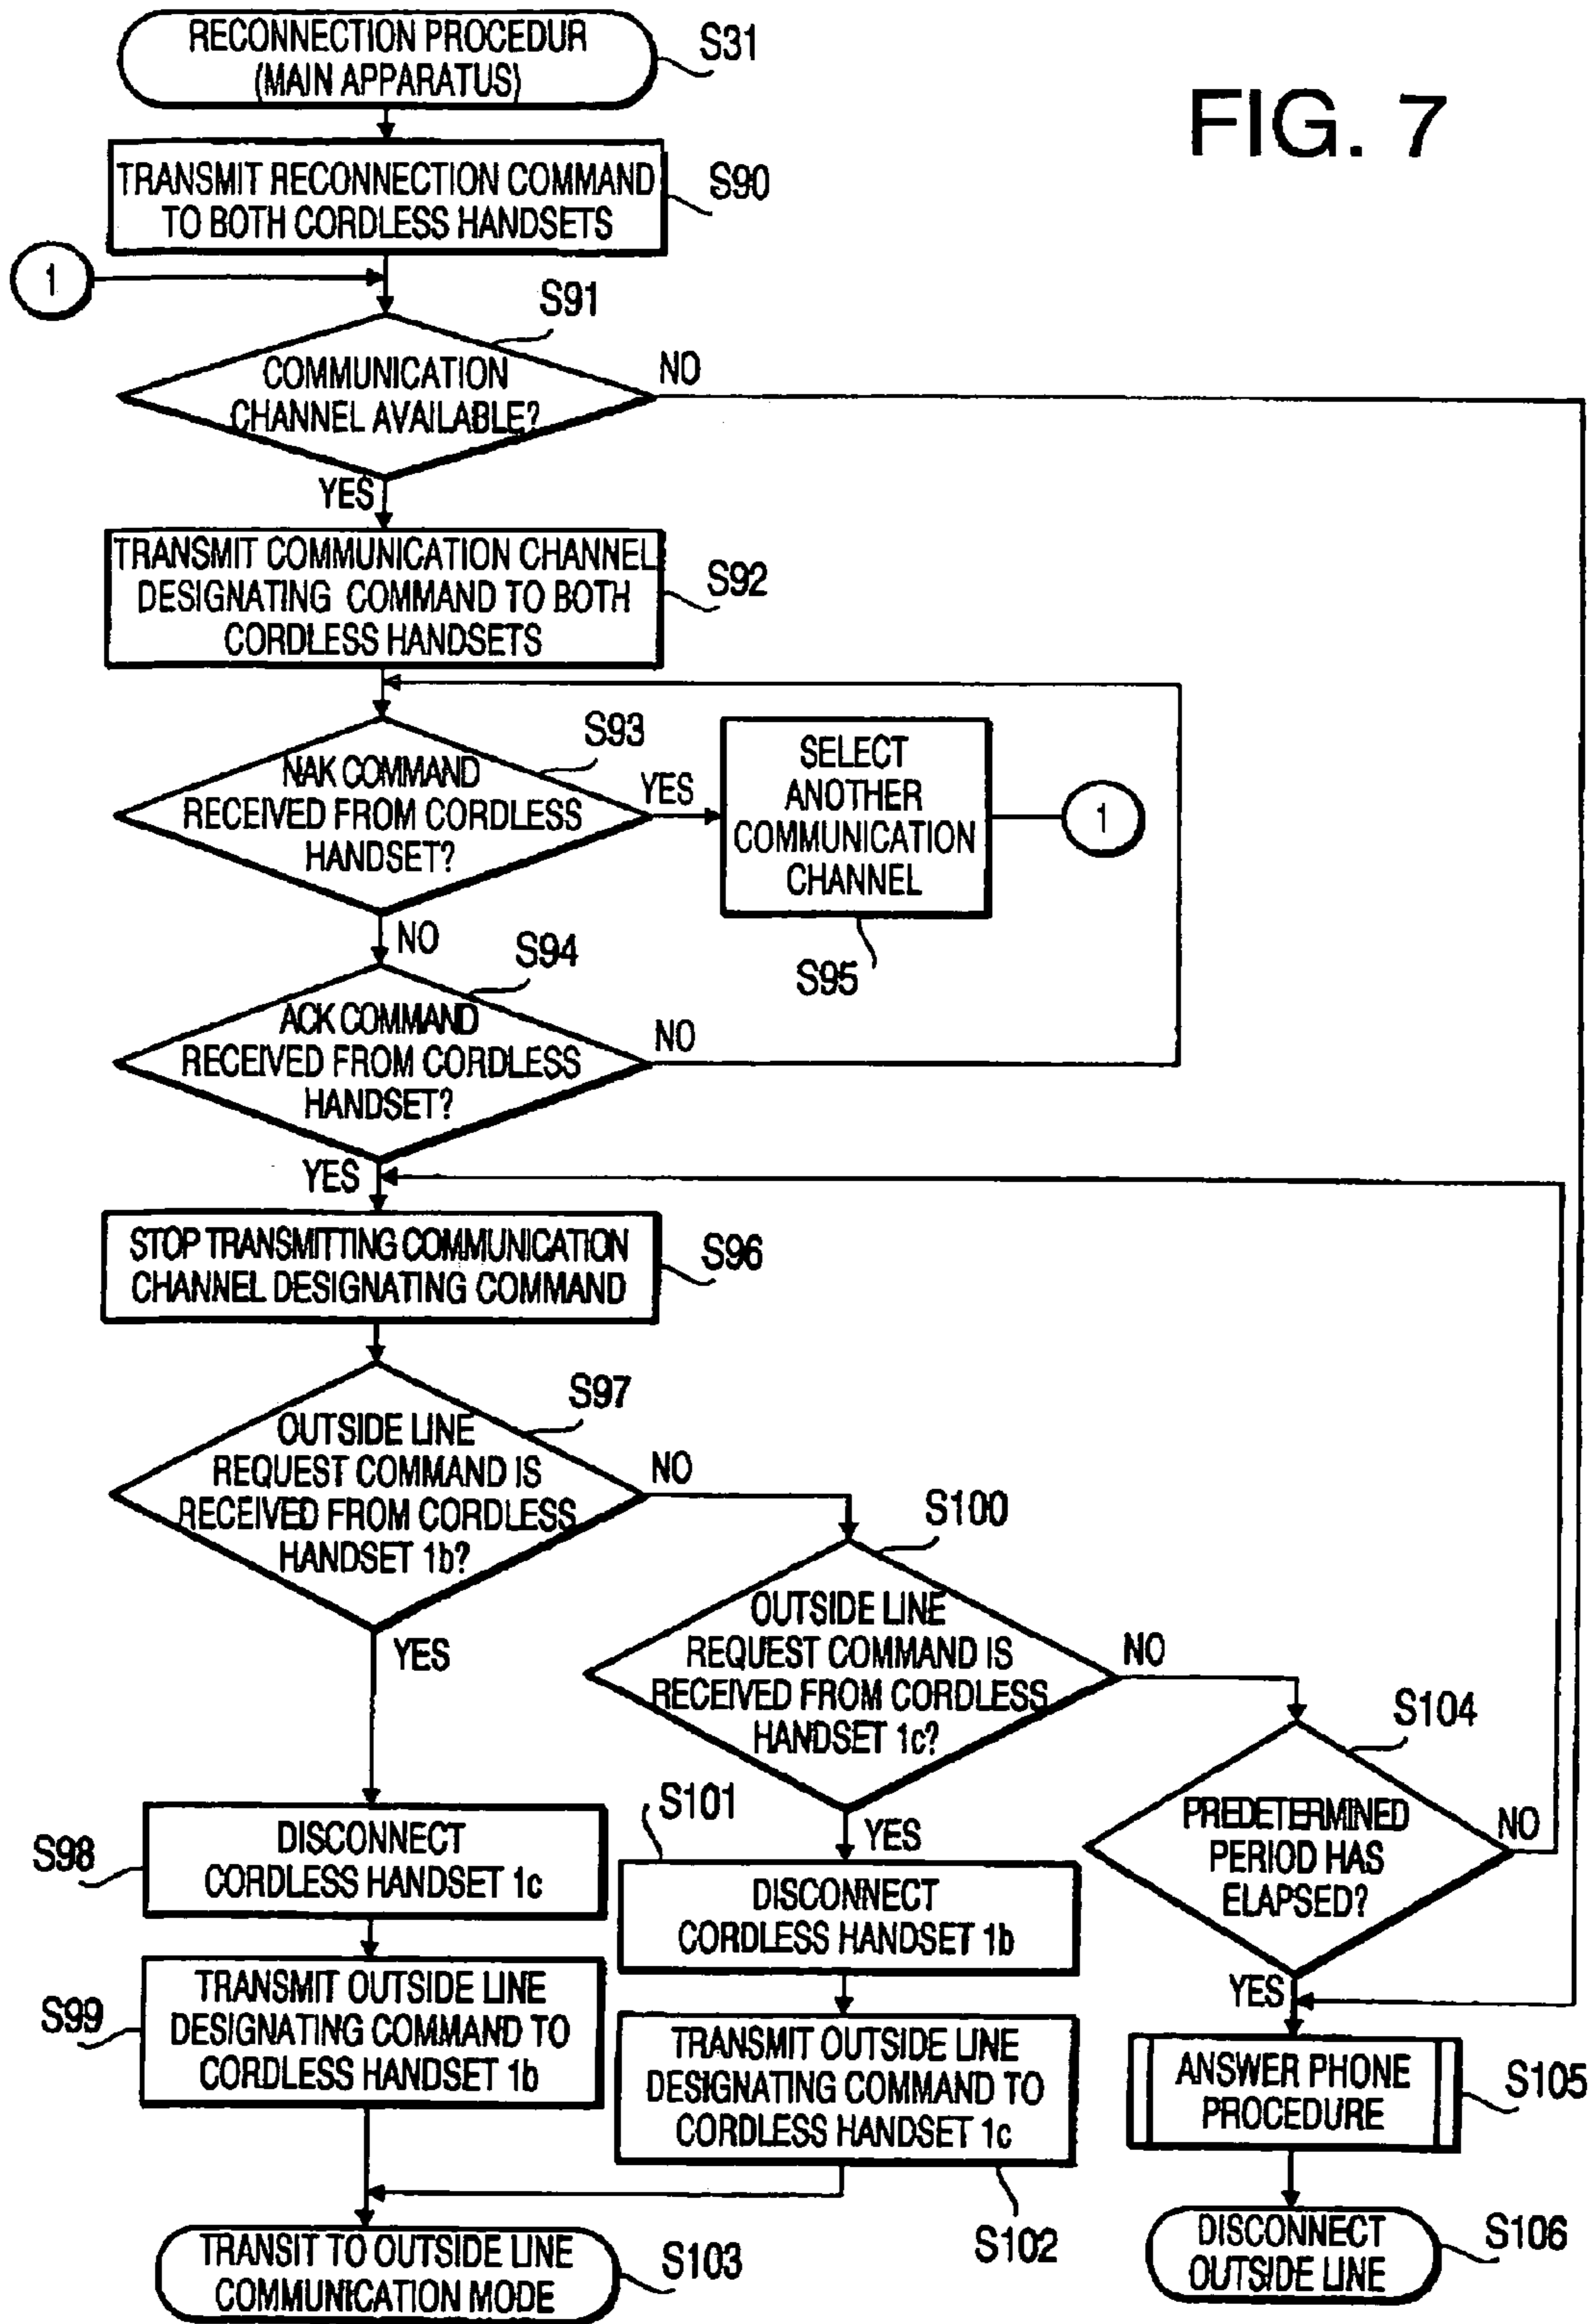 FIG. 7
RECONNECTION PROCEDUR
(MAIN APPARATUS)
S31
TRANSMIT RECONNECTION COMMAND
TO BOTH CORDLESS HANDSETS
S90
1
S91
COMMUNICATION
CHANNEL AVAILABLE?
NO
YES
TRANSMIT COMMUNICATION CHANNEL
DESIGNATING COMMAND TO BOTH
CORDLESS HANDSETS
S92
S93
NAK COMMAND
RECEIVED FROM CORDLESS
HANDSET?
YES
SELECT
ANOTHER
COMMUNICATION
CHANNEL
1
S95
NO
S94
ACK COMMAND
RECEIVED FROM CORDLESS
HANDSET?
NO
YES
STOP TRANSMITTING COMMUNICATION
CHANNEL DESIGNATING COMMAND
S96
S97
OUTSIDE LINE
REQUEST COMMAND IS
RECEIVED FROM CORDLESS
HANDSET 1b?
NO
YES
S100
OUTSIDE LINE
REQUEST COMMAND IS
RECEIVED FROM CORDLESS
HANDSET 1c?
NO
YES
S104
PREDETERMINED
PERIOD HAS
ELAPSED?
NO
YES
S98
DISCONNECT
CORDLESS HANDSET 1c
S101
DISCONNECT
CORDLESS HANDSET 1b
S99
TRANSMIT OUTSIDE LINE
DESIGNATING COMMAND TO
CORDLESS HANDSET 1b
TRANSMIT OUTSIDE LINE
DESIGNATING COMMAND TO
CORDLESS HANDSET 1c
S102
ANSWER PHONE
PROCEDURE
S105
TRANSIT TO OUTSIDE LINE
COMMUNICATION MODE
S103
DISCONNECT
OUTSIDE LINE
S106